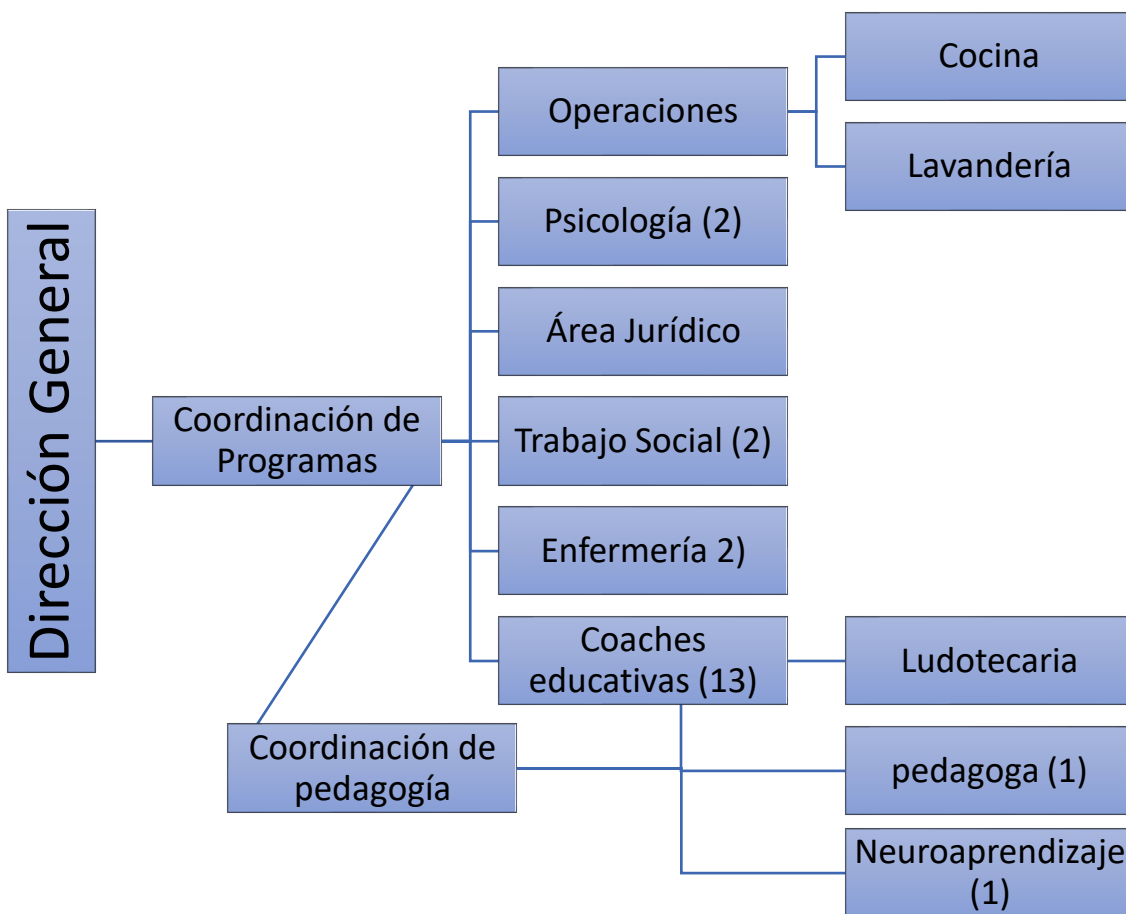 Dirección General
Coordinación de
Programas
Operaciones
Cocina
Lavandería
Psicología (2)
Área Jurídico
Trabajo Social (2)
Enfermería 2)
Coaches
educativas (13)
Ludotecaria
Coordinación de
pedagogía
pedagoga (1)
Neuroaprendizaje
(1)